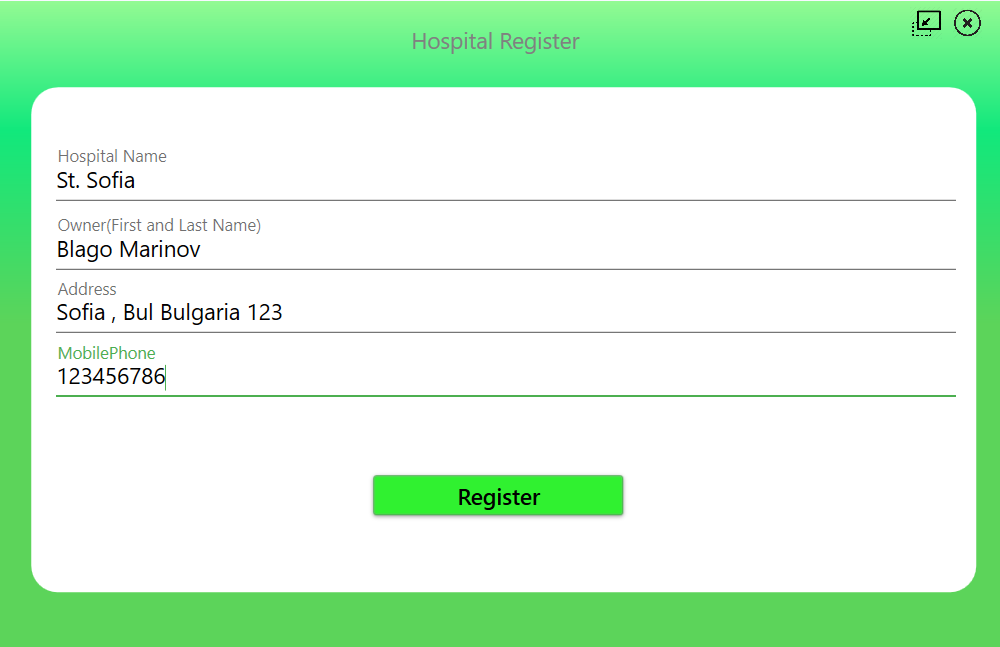 Hospital Register
Hospital Name
St. Sofia
Owner(First and Last Name)
Blago Marinov
Address
Sofia , Bul Bulgaria 123
MobilePhone
123456786
Register